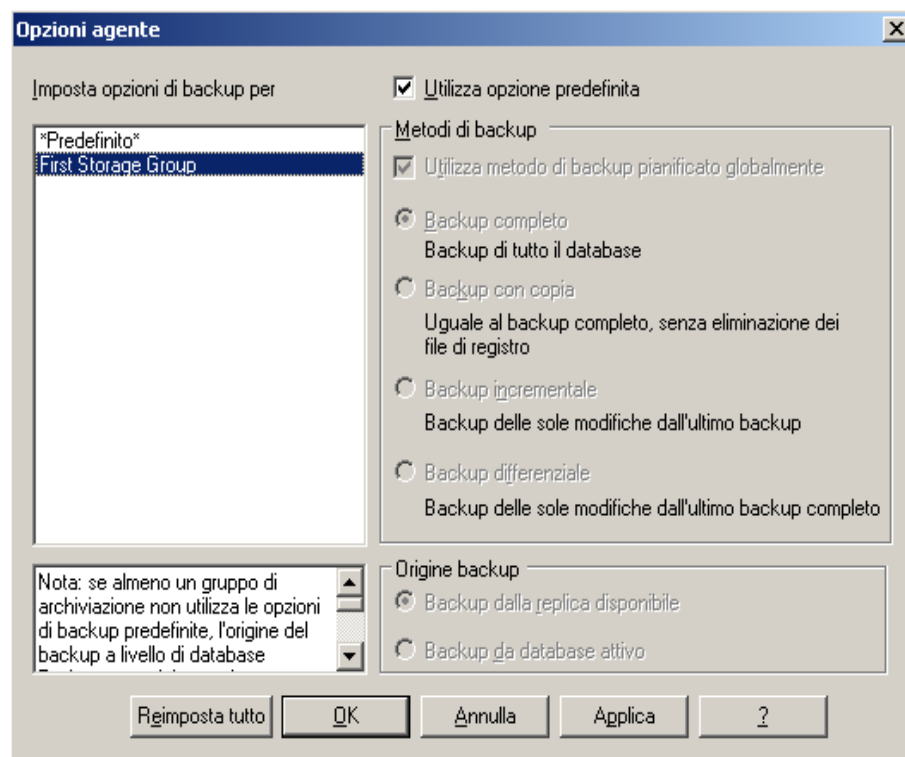 Opzioni agente
Imposta opzioni di backup per
Utilizza opzione predefinita
*Predefinito*
First Storage Group
Metodi di backup
Utilizza metodo di backup pianificato globalmente
Backup completo
Backup di tutto il database
Backup con copia
Uguale al backup completo, senza eliminazione dei
file di registro
Backup incrementale
Backup delle sole modifiche dall'ultimo backup
Backup differenziale
Backup delle sole modifiche dall'ultimo backup completo
Nota: se almeno un gruppo di
archiviazione non utilizza le opzioni
di backup predefinite, l'origine del
backup a livello di database
Origine backup
Backup dalla replica disponibile
Backup da database attivo
Reimposta tutto
OK
Annulla
Applica
?